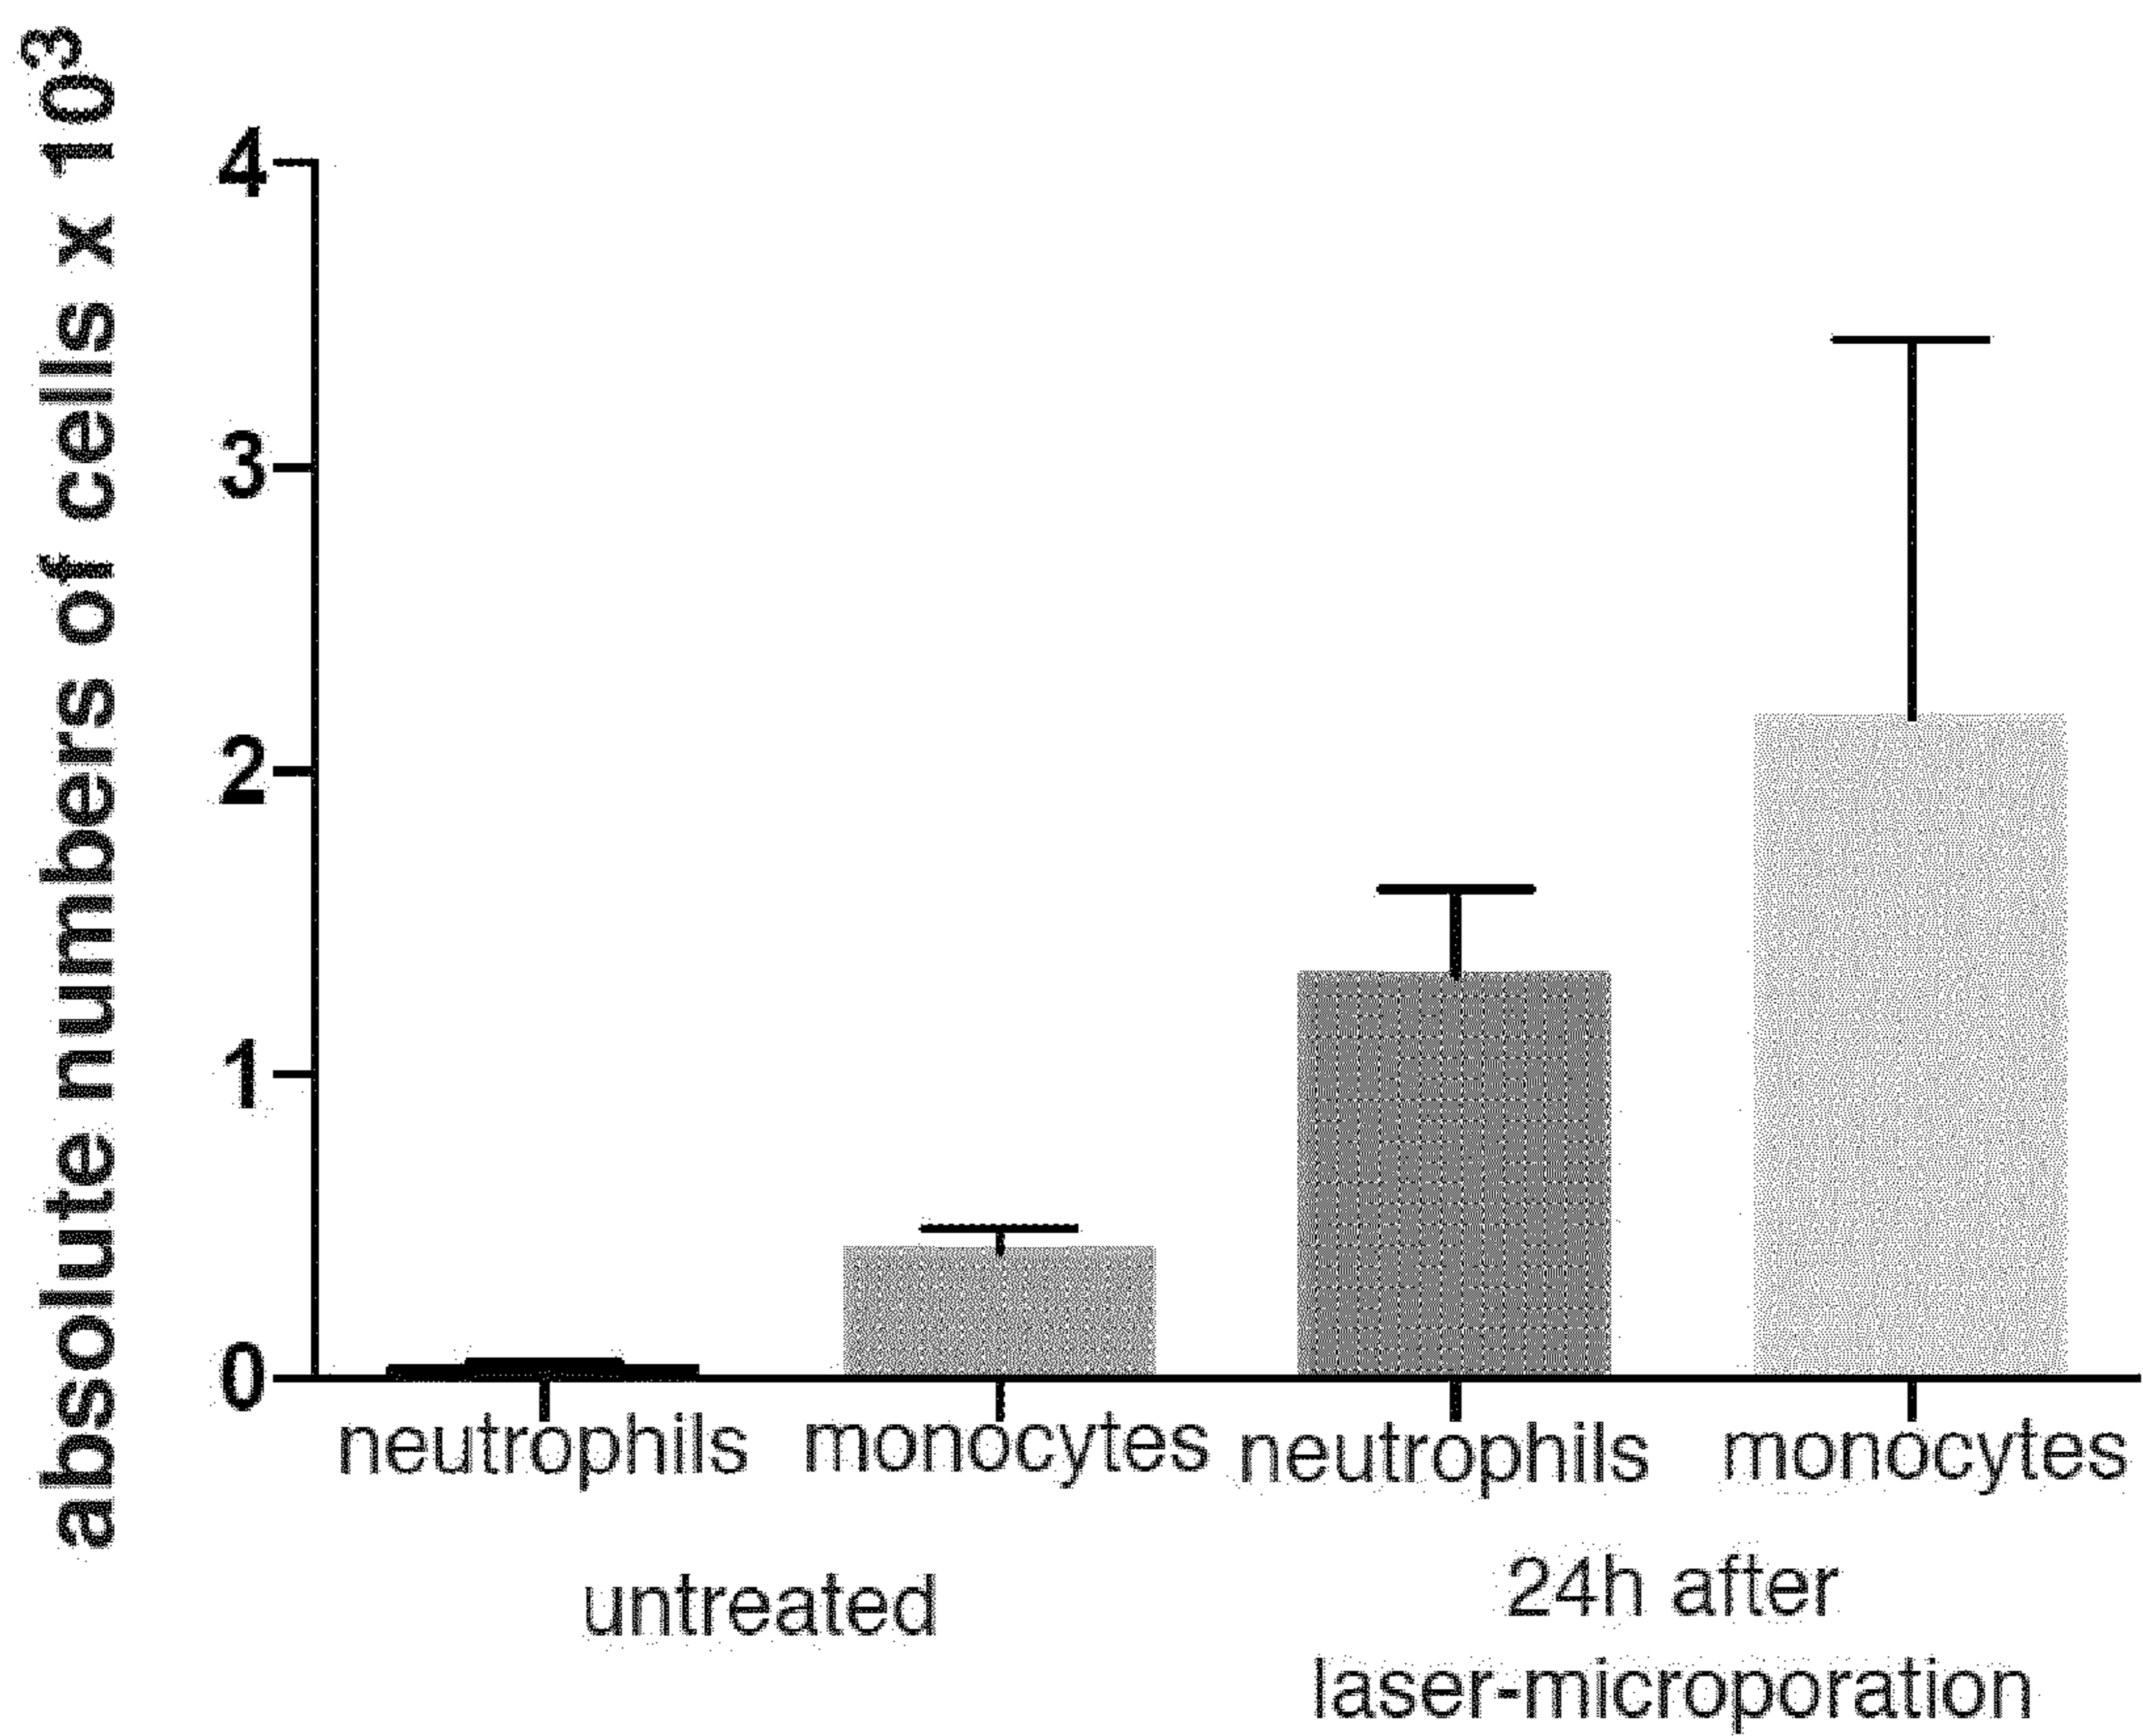 absolute numbers of cells x 10³
4
3
2
1
0
neutrophils monocytes neutrophils monocytes
untreated
24h after
laser-microporation